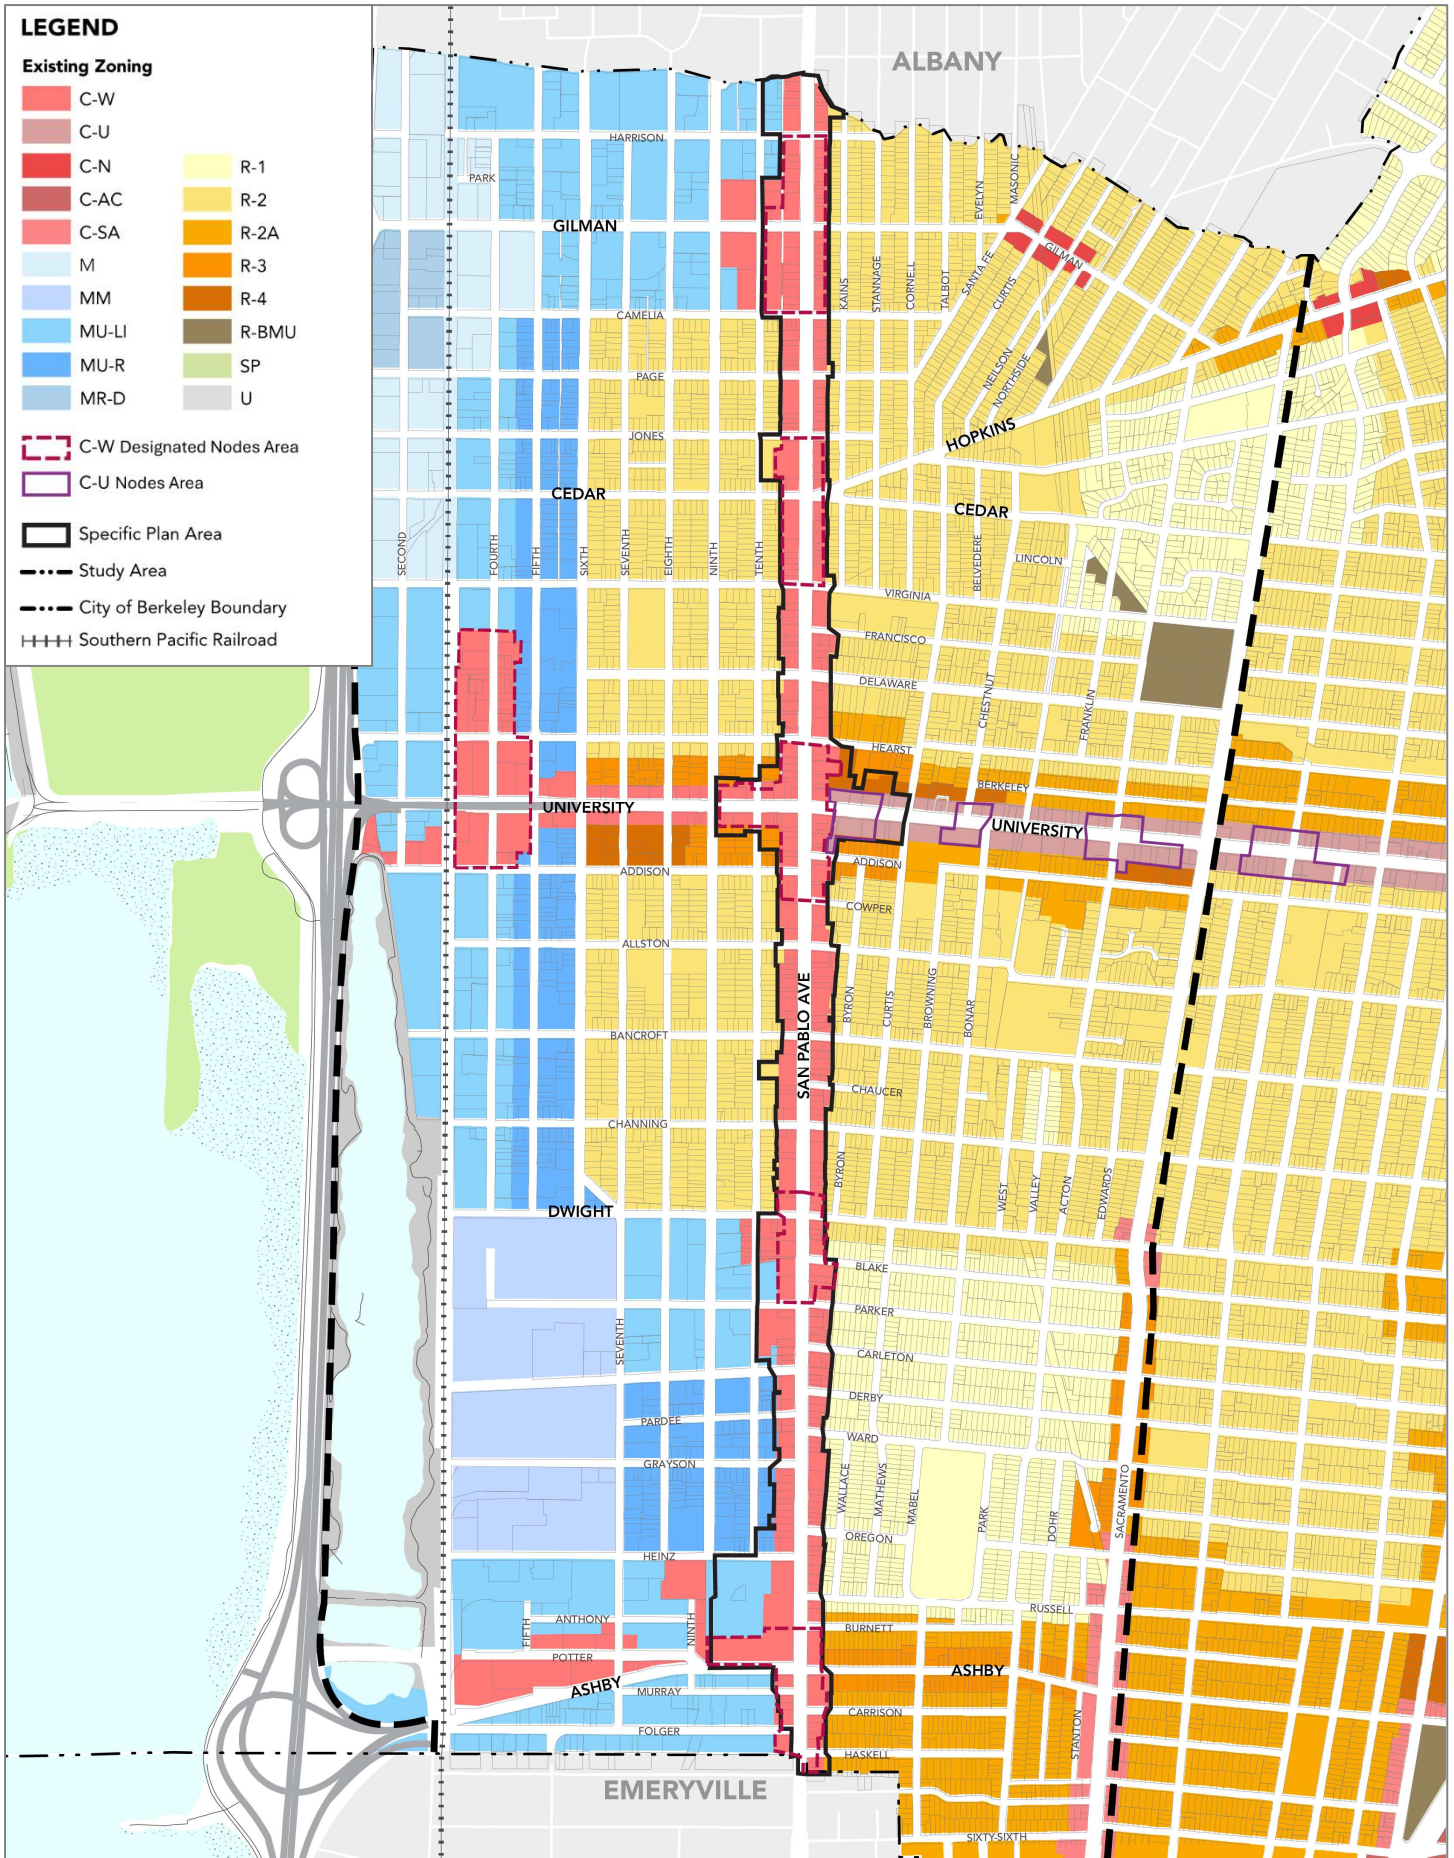 LEGEND
Existing Zoning
C-W
C-U
C-N
C-AC
C-SA
M
MM
MU-LI
MU-R
MR-D
R-1
R-2
R-2A
R-3
R-4
R-BMU
SP
U
C-W Designated Nodes Area
C-U Nodes Area
Specific Plan Area
Study Area
City of Berkeley Boundary
Southern Pacific Railroad
ALBANY
HARRISON
PARK
GILMAN
EVELYN
MASONIC
GILMAN
KAINS
STANNAGE
CORNELL
TALBOT
SANTA FE
CURTIS
CAMELIA
NEILSON
NORTHSIDE
PAGE
JONES
HOPKINS
CEDAR
CEDAR
SECOND
FOURTH
FIFTH
SIXTH
SEVENTH
EIGHTH
NINTH
TENTH
BELVEDERE
LINCOLN
VIRGINIA
FRANCISCO
DELAWARE
CHESTNUT
FRANKLIN
HEARST
BERKELEY
UNIVERSITY
UNIVERSITY
ADDISON
ADDISON
COWPER
ALLSTON
SAN PABLO AVE
BYRON
CURTIS
BROWNING
BONAR
BANCROFT
CHAUCER
CHANNING
BYRON
WEST
VALLEY
ACTON
EDWARDS
DWIGHT
BLAKE
PARKER
SEVENTH
CARLETON
DERBY
PARDEE
WARD
GRAYSON
WALLACE
MATHEWS
MABEL
PARK
DOHR
SACRAMENTO
OREGON
HEINZ
RUSSELL
FIFTH
ANTHONY
NINTH
BURNETT
POTTER
ASHBY
ASHBY
MURRAY
CARRISON
FOLGER
STANTON
HASKELL
EMERYVILLE
SIXTY-SIXTH